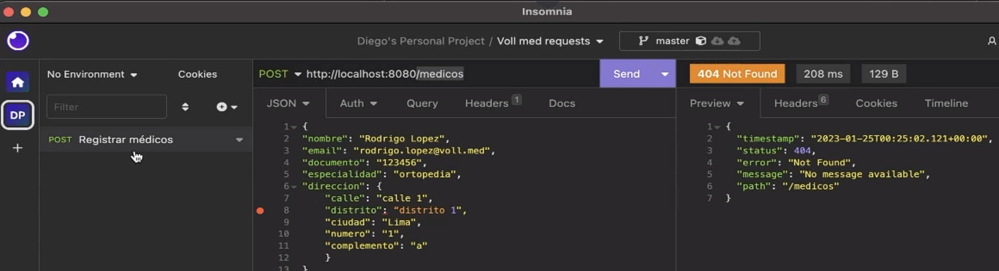 Insomnia
Diego's Personal Project / Voll med requests
master
No Environment
Cookies
Filter
DP
POST Registrar médicos
POST http://localhost:8080/medicos
Send
JSON Auth Query Headers 1 Docs
1 {
2 "nombre": "Rodrigo Lopez",
3 "email": "rodrigo.lopez@voll.med",
4 "documento": "123456",
5 "especialidad": "ortopedia",
6 "direccion": {
7 "calle": "calle 1",
8 "distrito": “distrito 1",
9 "ciudad": "Lima",
10 "numero": "1",
11 "complemento": "a"
12 }
13 }
404 Not Found 208 ms 129 B
Preview Headers 6 Cookies Timeline
1 {
2 "timestamp": "2023-01-25T00:25:02.121+00:00",
3 "status": 404,
4 "error": "Not Found",
5 "message": "No message available",
6 "path": "/medicos"
7 }